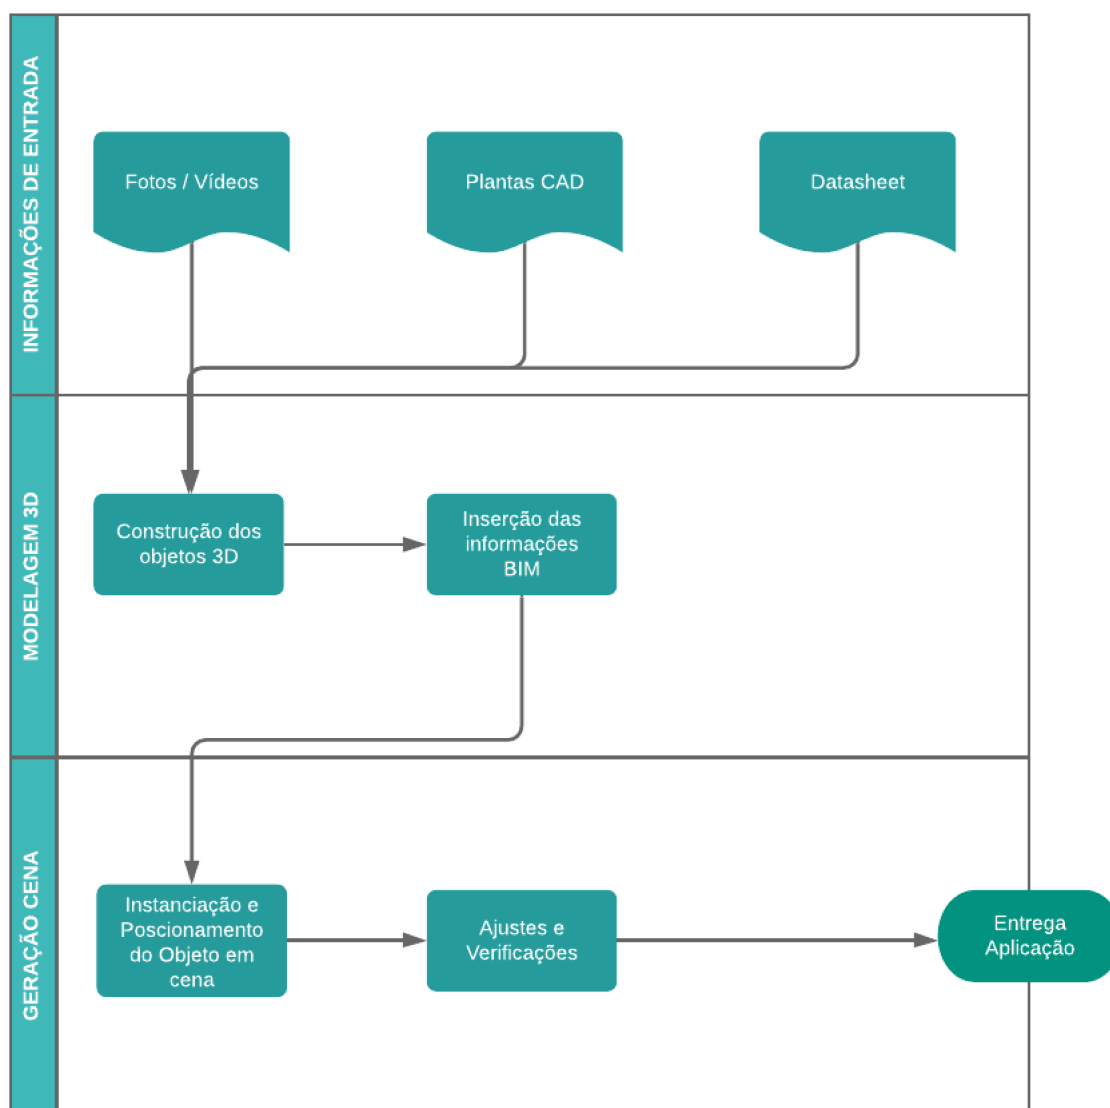 INFORMAÇÕES DE ENTRADA
Fotos / Vídeos
Plantas CAD
Datasheet
MODELAGEM 3D
Construção dos
objetos 3D
Inserção das
informações
BIM
GERAÇÃO CENA
Instanciação e
Poscionamento
do Objeto em
cena
Ajustes e
Verificações
Entrega
Aplicação